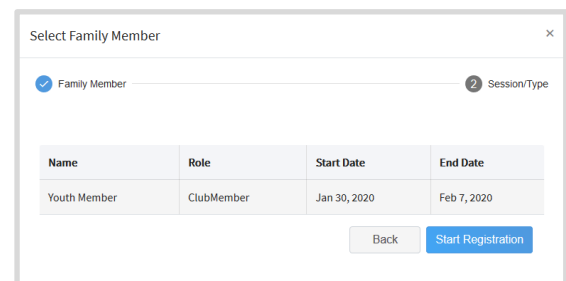 Select Family Member ×
Family Member 2 Session/Type
Name Role Start Date End Date
Youth Member ClubMember Jan 30, 2020 Feb 7, 2020
Back Start Registration